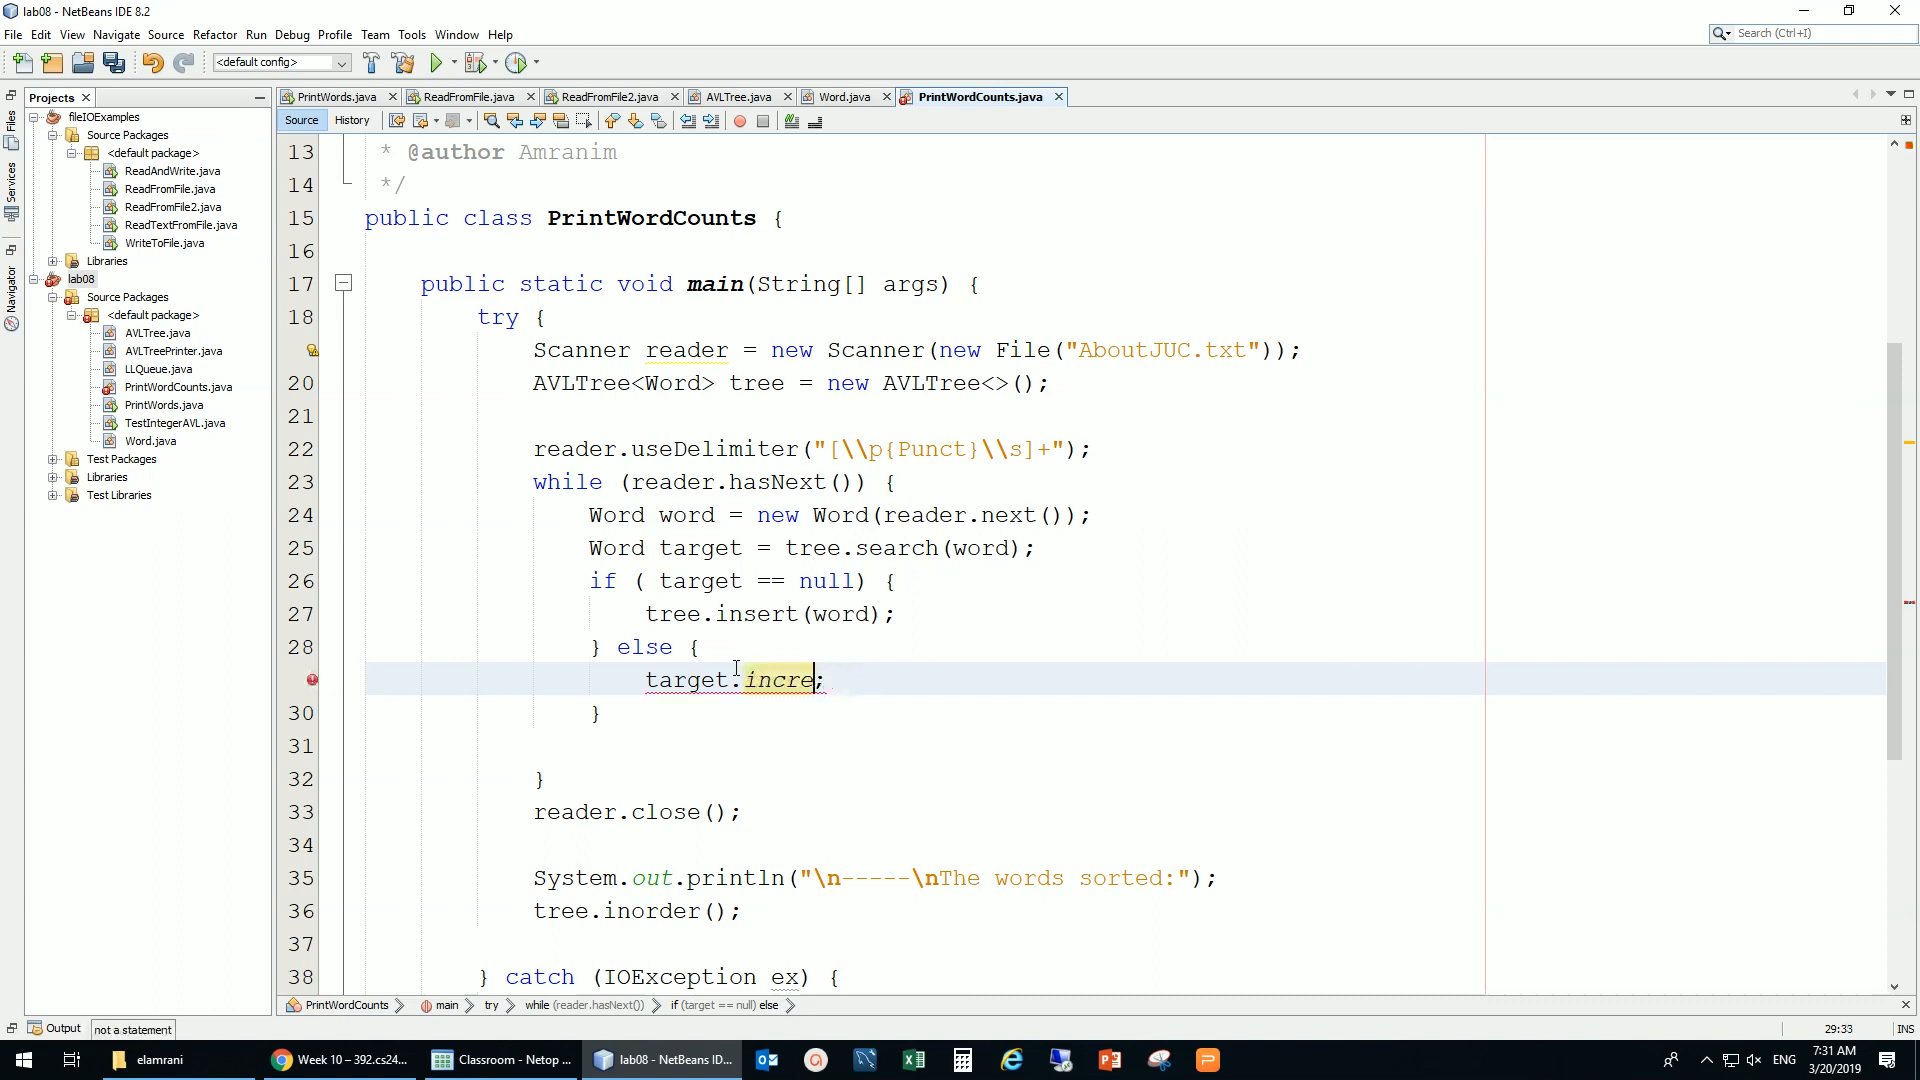 lab08 - NetBeans IDE 8.2
File Edit View Navigate Source Refactor Run Debug Profile Team Tools Window Help
Search (Ctrl+I)
<default config>
Projects
PrintWords.java ReadFromFile.java ReadFromFile2.java AVLTree.java Word.java PrintWordCounts.java
Source History
Files
Services
Navigator
fileIOExamples
Source Packages
<default package>
ReadAndWrite.java
ReadFromFile.java
ReadFromFile2.java
ReadTextFromFile.java
WriteToFile.java
Libraries
lab08
Source Packages
<default package>
AVLTree.java
AVLTreePrinter.java
LLQueue.java
PrintWordCounts.java
PrintWords.java
TestIntegerAVL.java
Word.java
Test Packages
Libraries
Test Libraries
13 * @author Amranim
14 */
15 public class PrintWordCounts {
16
17 public static void main(String[] args) {
18 try {
Scanner reader = new Scanner(new File("AboutJUC.txt"));
20 AVLTree<Word> tree = new AVLTree<>();
21
22 reader.useDelimiter("[\\p{Punct}\\s]+");
23 while (reader.hasNext()) {
24 Word word = new Word(reader.next());
25 Word target = tree.search(word);
26 if ( target == null) {
27 tree.insert(word);
28 } else {
target.incre;
30 }
31
32 }
33 reader.close();
34
35 System.out.println("\n-----\nThe words sorted:");
36 tree.inorder();
37
38 } catch (IOException ex) {
PrintWordCounts main try while (reader.hasNext()) if (target == null) else
Output not a statement
29:33 INS
elamrani Week 10 – 392.cs24... Classroom - Netop ... lab08 - NetBeans ID... ENG
7:31 AM
3/20/2019